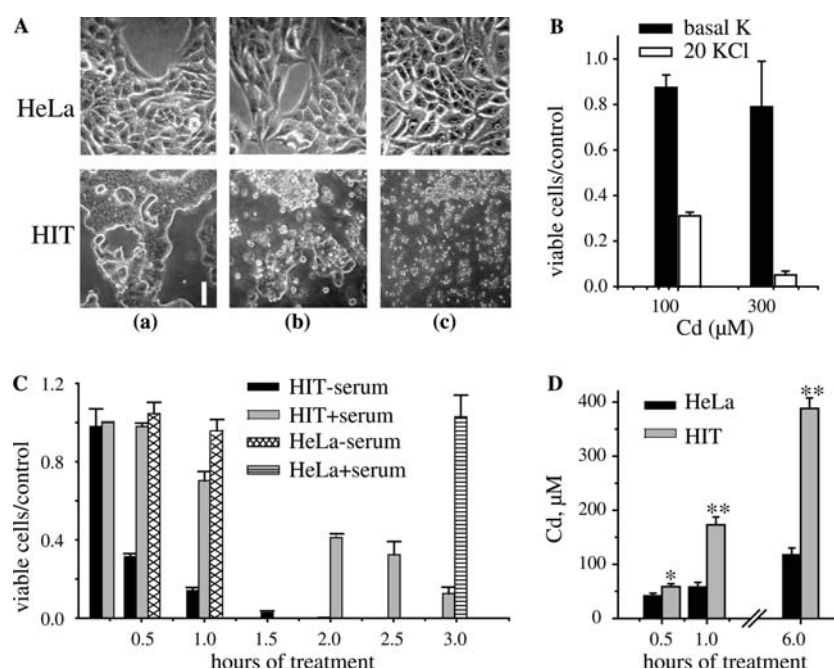 A
HeLa
HIT
(a) (b) (c)
B
basal K
20 KCl
viable cells/control
1.0
0.8
0.6
0.4
0.2
0.0
100 300
Cd (µM)
C
HIT-serum
HIT+serum
HeLa-serum
HeLa+serum
viable cells/control
1.2
0.8
0.4
0.0
0.5 1.0 1.5 2.0 2.5 3.0
hours of treatment
D
HeLa
HIT
Cd, µM
400
300
200
100
0
* ** **
0.5 1.0 6.0
hours of treatment